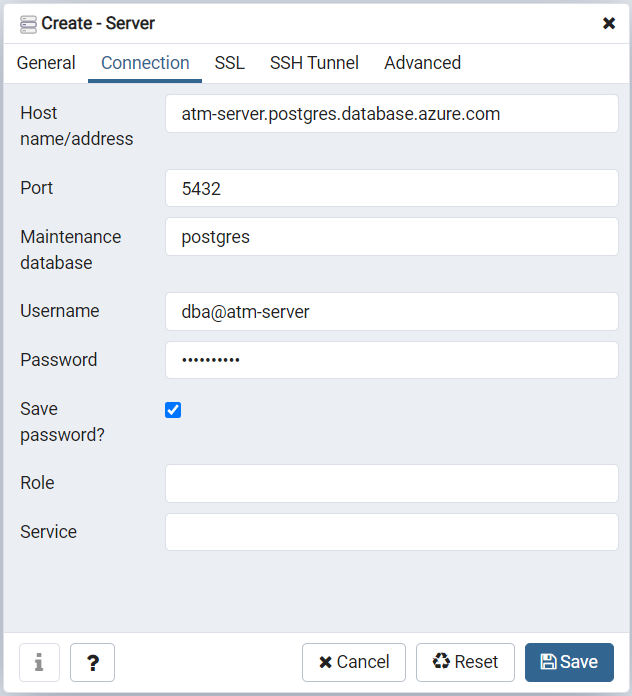 Create - Server
General Connection SSL SSH Tunnel Advanced
Host
name/address
atm-server.postgres.database.azure.com
Port
5432
Maintenance
database
postgres
Username
dba@atm-server
Password
••••••••••
Save
password?
Role
Service
i ? Cancel Reset Save